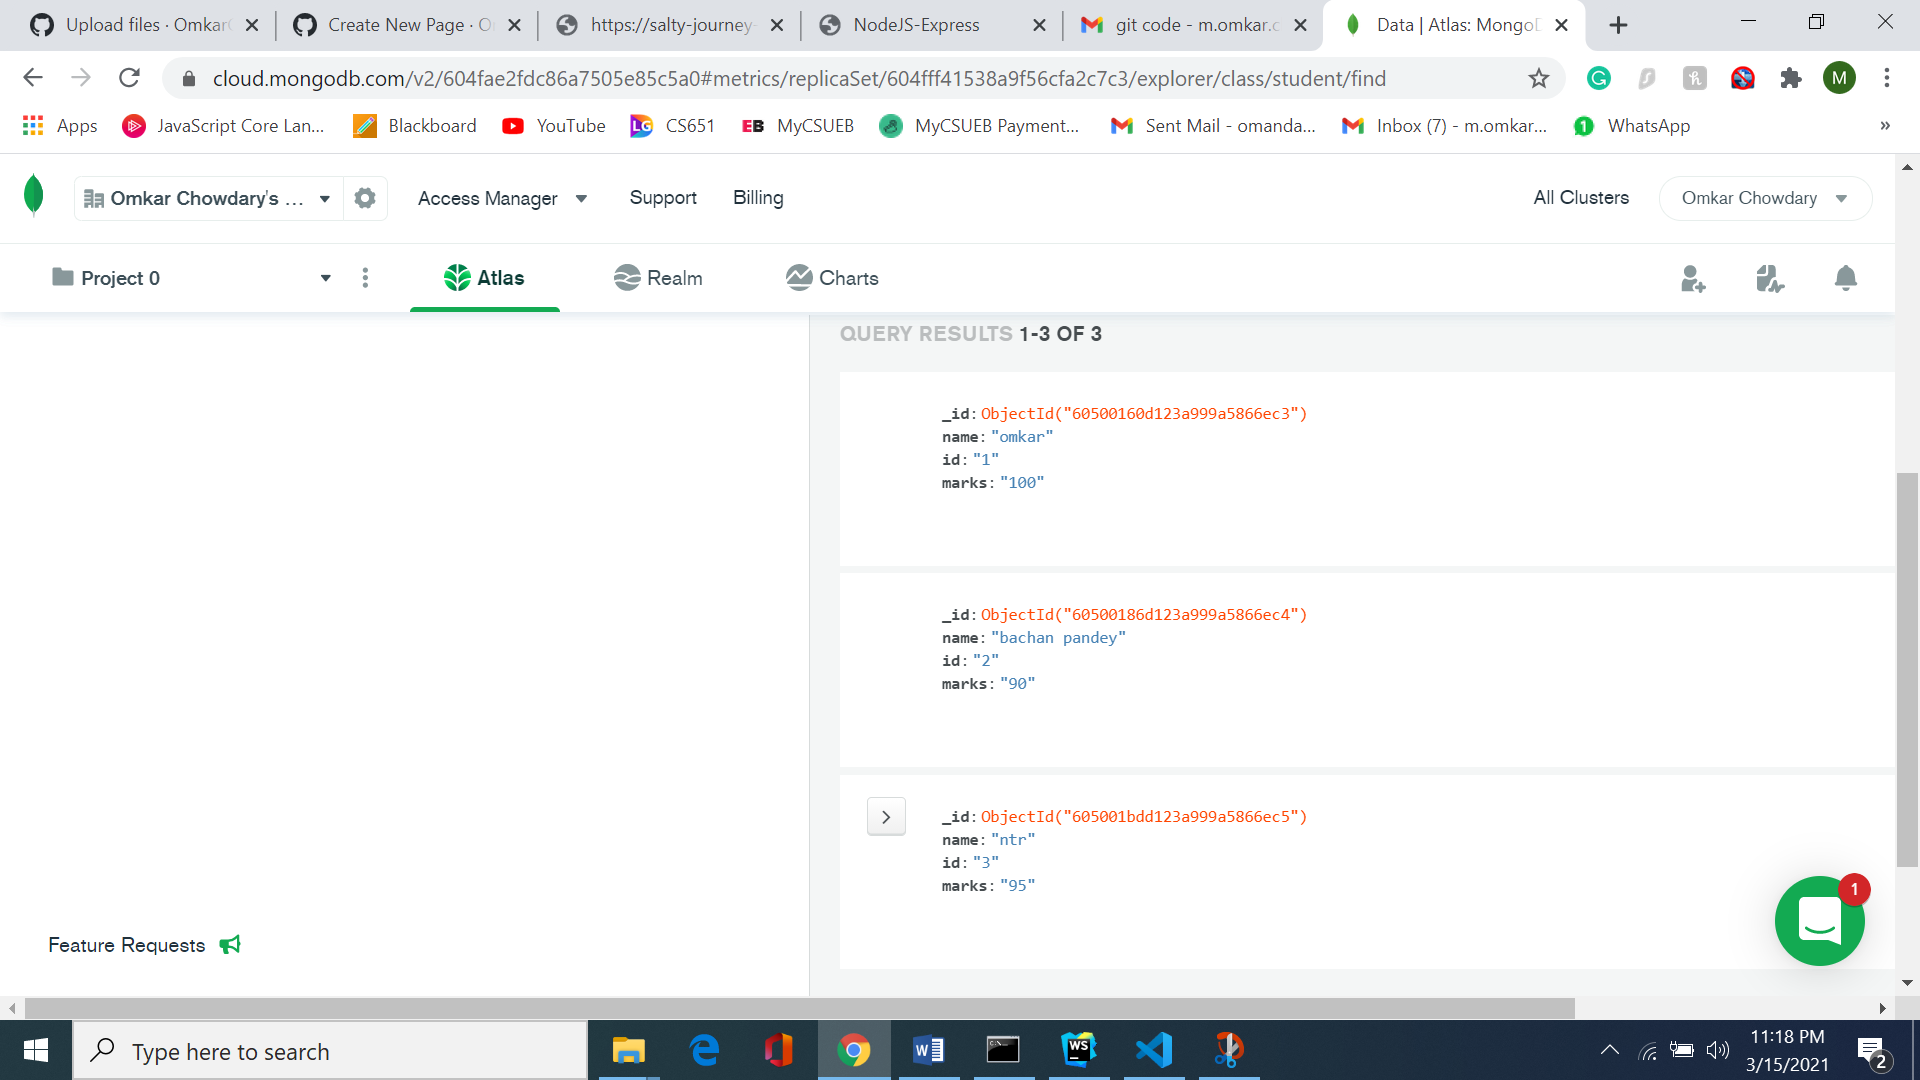 Upload files · Omkar
Create New Page · O
https://salty-journey-
NodeJS-Express
git code - m.omkar.c
Data | Atlas: MongoD
cloud.mongodb.com/v2/604fae2fdc86a7505e85c5a0#metrics/replicaSet/604fff41538a9f56cfa2c7c3/explorer/class/student/find
M
Apps
JavaScript Core Lan...
Blackboard
YouTube
LG CS651
EB MyCSUEB
MyCSUEB Payment...
Sent Mail - omanda...
Inbox (7) - m.omkar...
1 WhatsApp
»
Omkar Chowdary's ...
Access Manager
Support
Billing
All Clusters
Omkar Chowdary
Project 0
Atlas
Realm
Charts
QUERY RESULTS 1-3 OF 3
_id: ObjectId("60500160d123a999a5866ec3")
name: "omkar"
id: "1"
marks: "100"
_id: ObjectId("60500186d123a999a5866ec4")
name: "bachan pandey"
id: "2"
marks: "90"
_id: ObjectId("605001bdd123a999a5866ec5")
name: "ntr"
id: "3"
marks: "95"
1
Feature Requests
Type here to search
WS
11:18 PM
3/15/2021
2